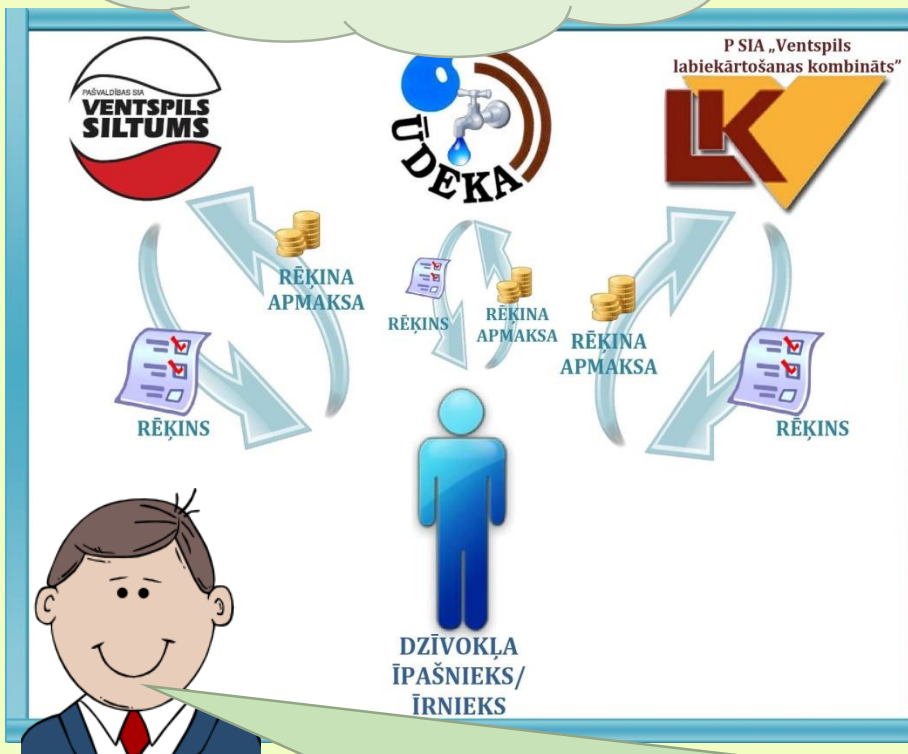 PAŠVALDĪBAS SIA
VENTSPILS
SILTUMS
ŪDEKA
P SIA „Ventspils
labiekārtošanas kombināts”
LK
RĒĶINA
APMAKSA
RĒĶINS
RĒĶINS
RĒĶINA
APMAKSA
RĒĶINA
APMAKSA
RĒĶINS
DZĪVOKĻA
ĪPAŠNIEKS/
ĪRNIEKS